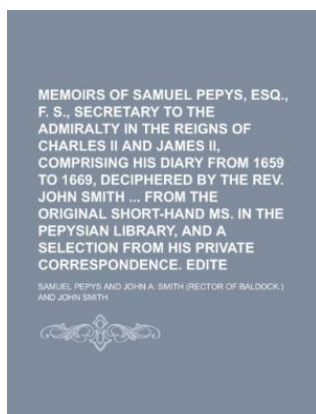 MEMOIRS OF SAMUEL PEPYS, ESQ.,
F. S., SECRETARY TO THE
ADMIRALTY IN THE REIGNS OF
CHARLES II AND JAMES II,
COMPRISING HIS DIARY FROM 1659
TO 1669, DECIPHERED BY THE REV.
JOHN SMITH ... FROM THE
ORIGINAL SHORT-HAND MS. IN THE
PEPYSIAN LIBRARY, AND A
SELECTION FROM HIS PRIVATE
CORRESPONDENCE. EDITE
SAMUEL PEPYS AND JOHN A. SMITH (RECTOR OF BALDOCK.)
AND JOHN SMITH